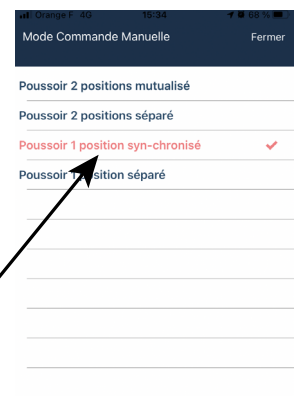 Orange F 4G 15:34 68 %
Mode Commande Manuelle Fermer
Poussoir 2 positions mutualisé
Poussoir 2 positions séparé
Poussoir 1 position syn-chronisé
Poussoir 1 position séparé